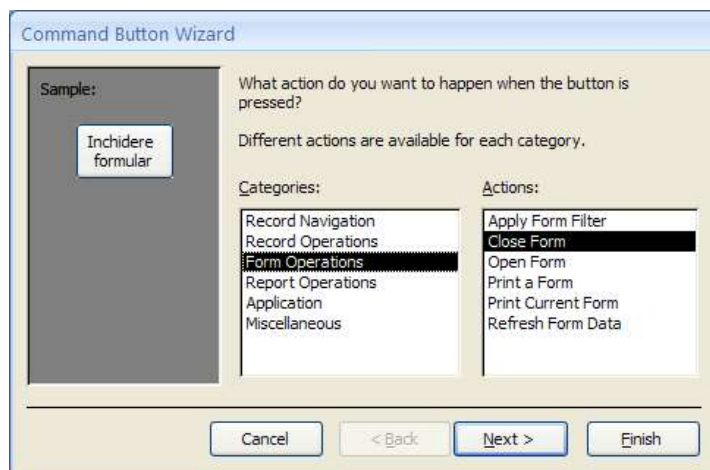 Command Button Wizard
Sample:
Inchidere
formular
What action do you want to happen when the button is
pressed?
Different actions are available for each category.
Categories:
Record Navigation
Record Operations
Form Operations
Report Operations
Application
Miscellaneous
Actions:
Apply Form Filter
Close Form
Open Form
Print a Form
Print Current Form
Refresh Form Data
Cancel
< Back
Next >
Finish